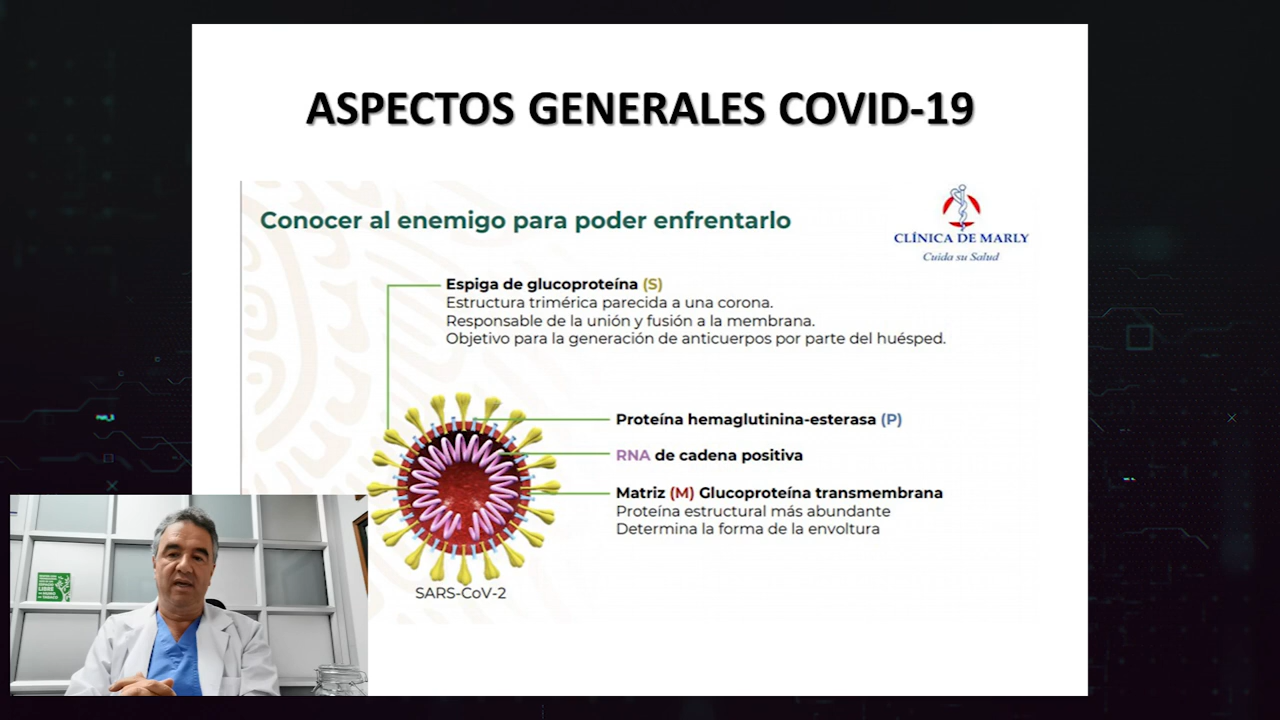 ASPECTOS GENERALES COVID-19
Conocer al enemigo para poder enfrentarlo
CLÍNICA DE MARLY
Cuida su Salud
Espiga de glucoproteína (S)
Estructura trimérica parecida a una corona.
Responsable de la unión y fusión a la membrana.
Objetivo para la generación de anticuerpos por parte del huésped.
Proteína hemaglutinina-esterasa (P)
RNA de cadena positiva
Matriz (M) Glucoproteína transmembrana
Proteína estructural más abundante
Determina la forma de la envoltura
SARS-CoV-2
ESPACIO
LIBRE